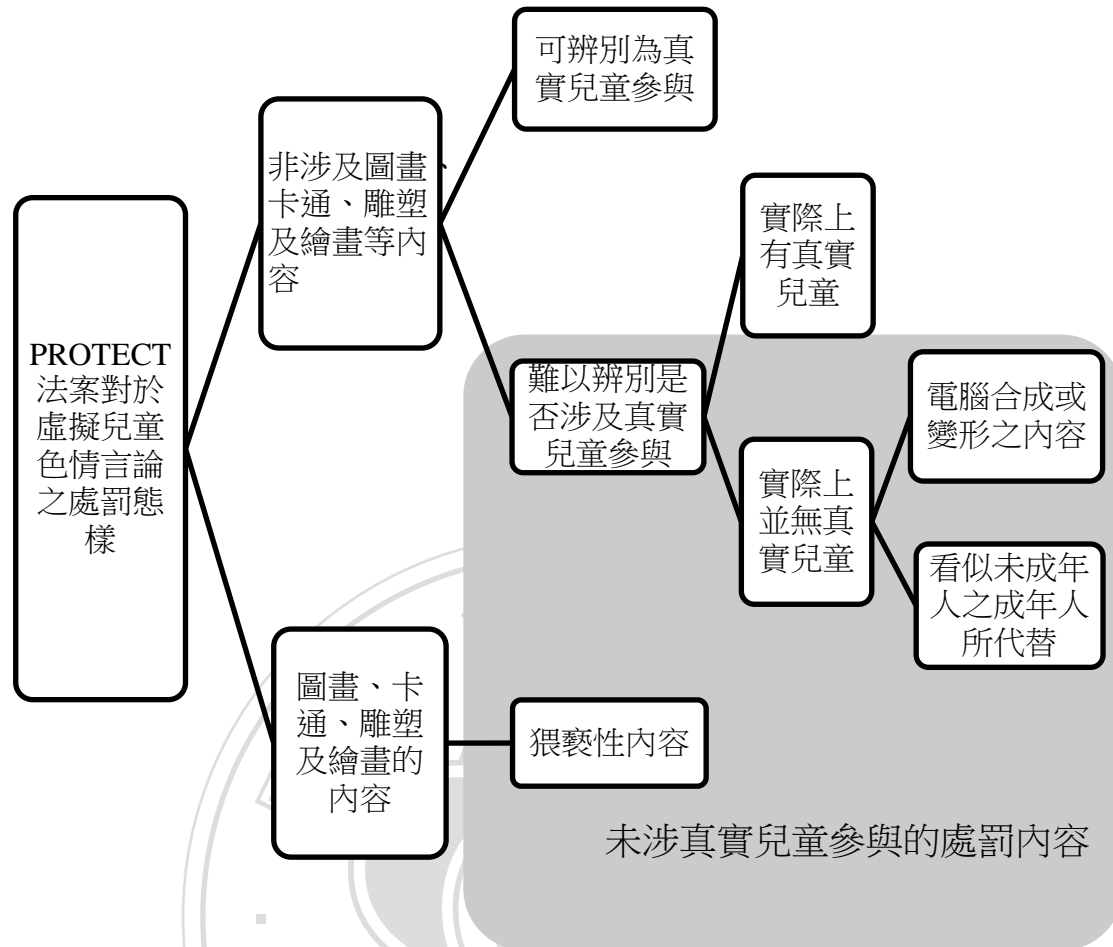 可辨別為真
實兒童參與
非涉及圖畫、
卡通、雕塑
及繪畫等內
容
實際上
有真實
兒童
PROTECT
法案對於
虛擬兒童
色情言論
之處罰態
樣
難以辨別是
否涉及真實
兒童參與
電腦合成或
變形之內容
實際上
並無真
實兒童
看似未成年
人之成年人
所代替
圖畫、卡
通、雕塑
及繪畫的
內容
猥褻性內容
未涉真實兒童參與的處罰內容